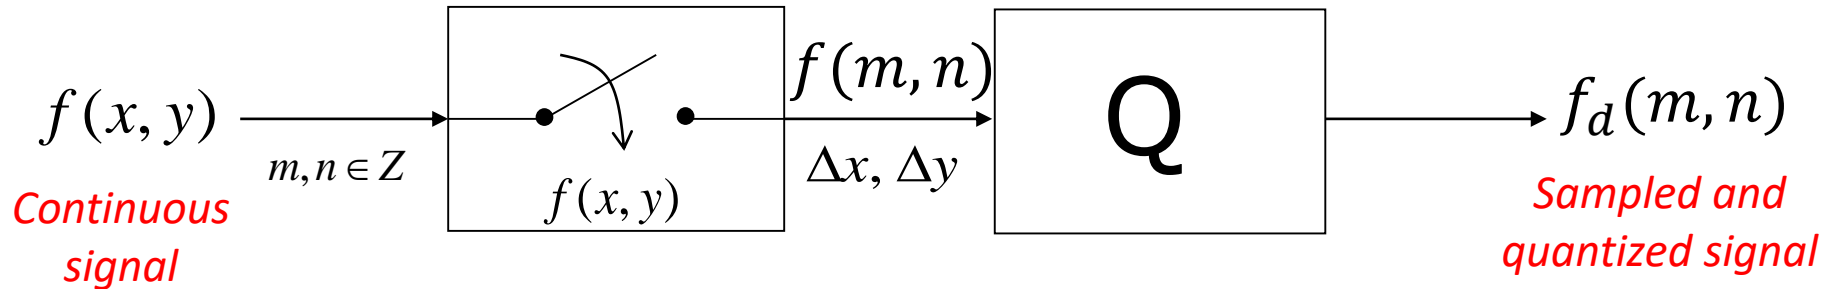 f(x, y)
m, n ∈ Z
Continuous
signal
f(x, y)
f(m, n)
Δx, Δy
Q
f_d(m, n)
Sampled and
quantized signal